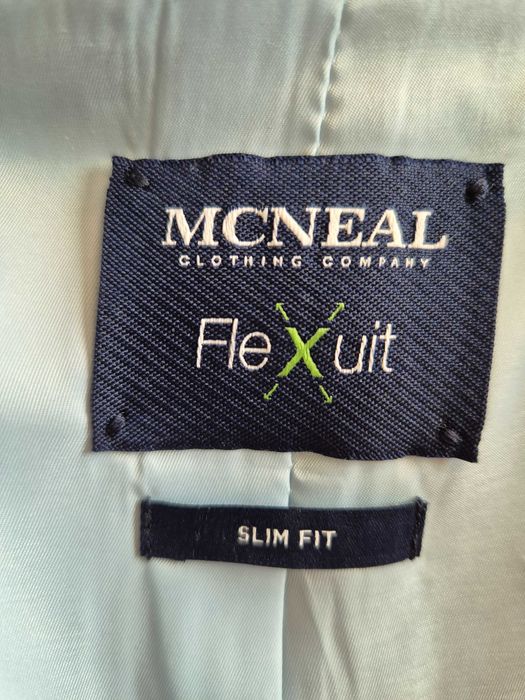 MCNEAL
CLOTHING COMPANY
FleXuit
SLIM FIT